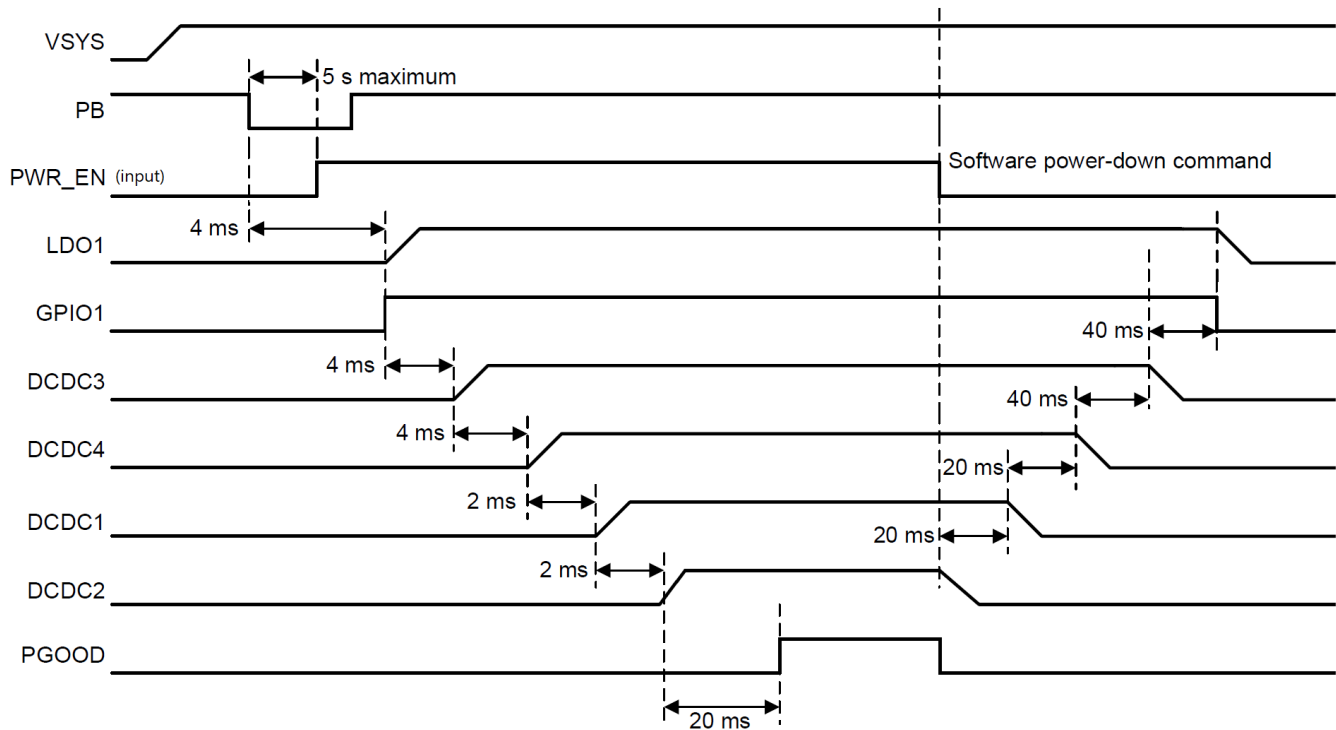 VSYS
5 s maximum
PB
Software power-down command
PWR_EN (input)
4 ms
LDO1
GPIO1
40 ms
4 ms
DCDC3
40 ms
4 ms
DCDC4
20 ms
2 ms
DCDC1
20 ms
2 ms
DCDC2
PGOOD
20 ms